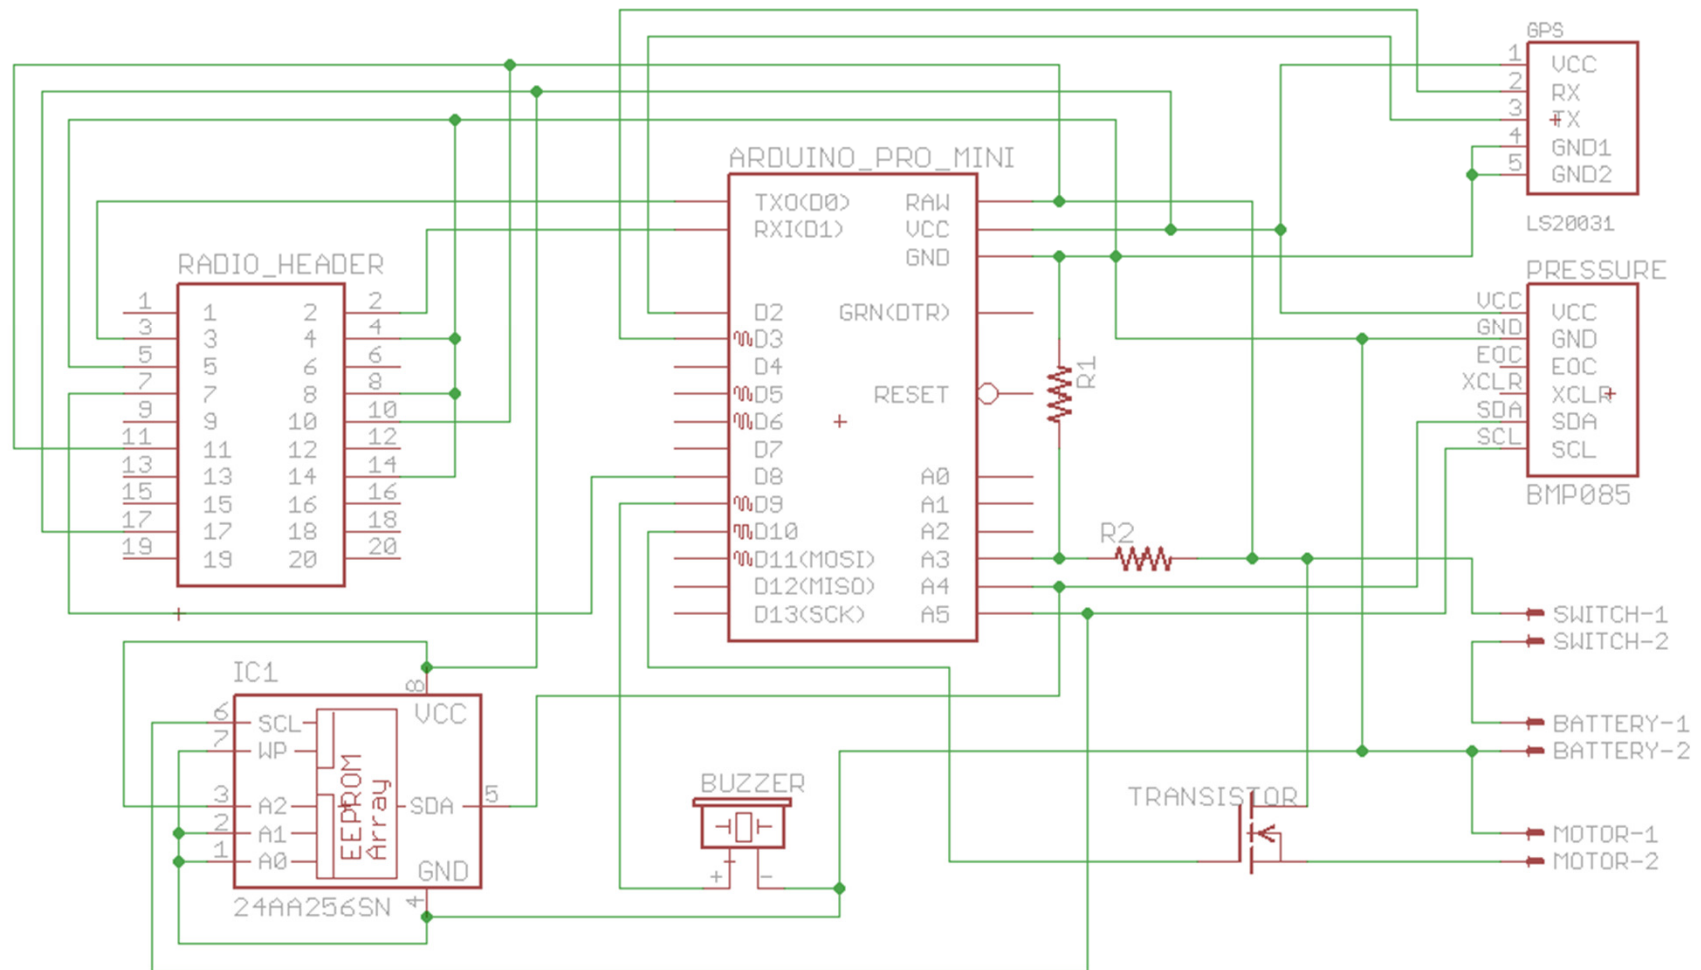 GPS
1 VCC
2 RX
3 TX
4 GND1
5 GND2
LS20031
ARDUINO_PRO_MINI
TXO(D0) RAW
RXI(D1) VCC
GND
D2 GRN(DTR)
D3
D4
D5 RESET
D6
D7
D8 A0
D9 A1
D10 A2
D11(MOSI) A3
D12(MISO) A4
D13(SCK) A5
R1
R2
RADIO_HEADER
1 1 2 2
3 3 4 4
5 5 6 6
7 7 8 8
9 9 10 10
11 11 12 12
13 13 14 14
15 15 16 16
17 17 18 18
19 19 20 20
PRESSURE
VCC VCC
GND GND
EOC EOC
XCLR XCLR
SDA SDA
SCL SCL
BMP085
SWITCH-1
SWITCH-2
BATTERY-1
BATTERY-2
MOTOR-1
MOTOR-2
IC1
8
VCC
6 SCL
7 WP
3 A2
2 A1
1 A0
EEPROM
Array
SDA 5
GND
4
24AA256SN
BUZZER
+ −
TRANSISTOR